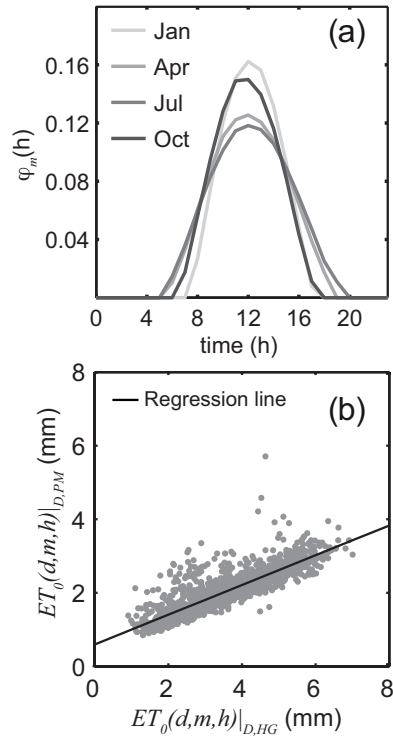 (a)
Jan
Apr
Jul
Oct
0.16
0.12
0.08
0.04
φm(h)
0 4 8 12 16 20
time (h)
(b)
Regression line
8
6
4
2
0
ET0(d,m,h)|D,PM (mm)
0 2 4 6 8
ET0(d,m,h)|D,HG (mm)